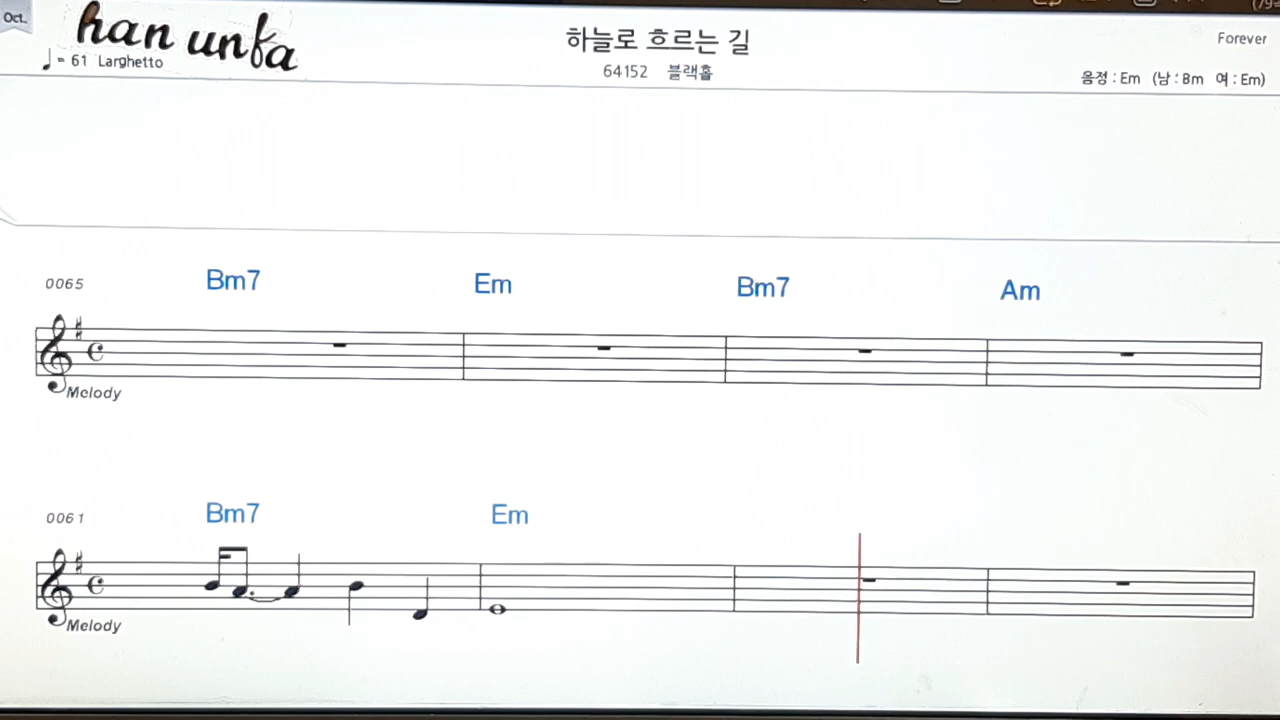 Oct.
han unfa
♩ = 61 Larghetto
하늘로 흐르는 길
64152 블랙홀
Forever
음정 : Em (남 : Bm 여 : Em)
0065 Bm7 Em Bm7 Am
Melody
0061 Bm7 Em
Melody